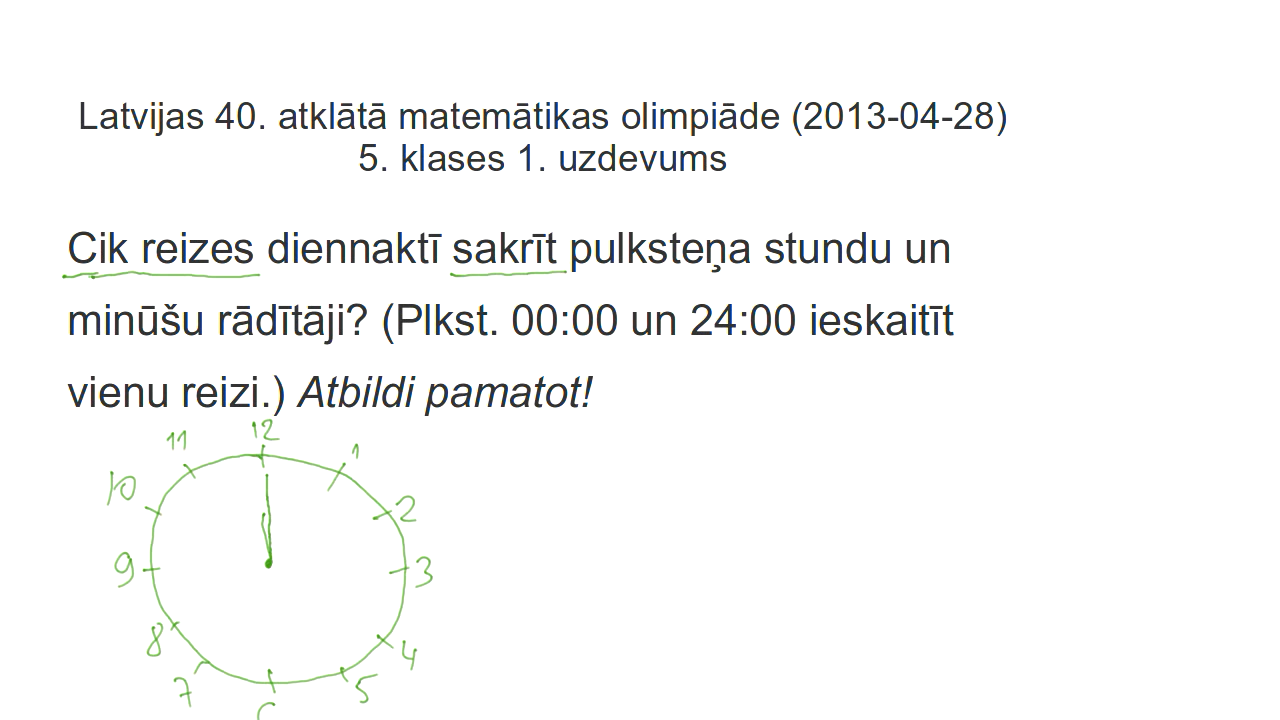 Latvijas 40. atklātā matemātikas olimpiāde (2013-04-28)
5. klases 1. uzdevums
Cik reizes diennaktī sakrīt pulksteņa stundu un
minūšu rādītāji? (Plkst. 00:00 un 24:00 ieskaitīt
vienu reizi.) Atbildi pamatot!
12
11
1
10
2
9
3
8
4
7
5